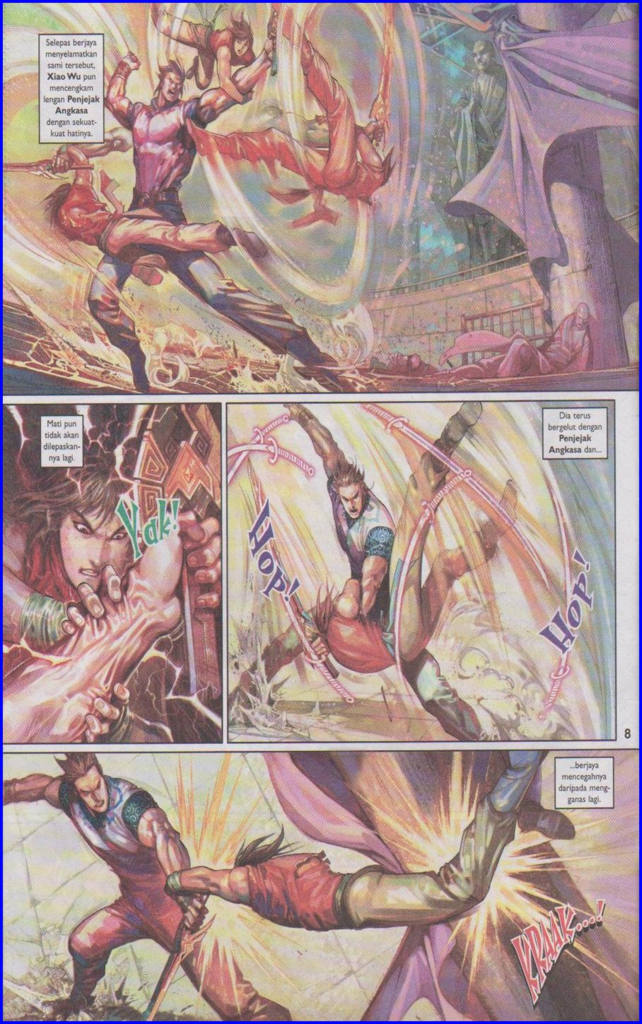 Selepas berjaya
menyelamatkan
sami tersebut,
Xiao Wu pun
mencengkam
lengan Penjejak
Angkasa
dengan sekuat-
kuat hatinya.
Mati pun
tidak akan
dilepaskan-
nya lagi.
Yak!
Dia terus
bergelut dengan
Penjejak
Angkasa dan...
Hop!
Hop!
8
...berjaya
mencegahnya
daripada meng-
ganas lagi.
KRAAK....!